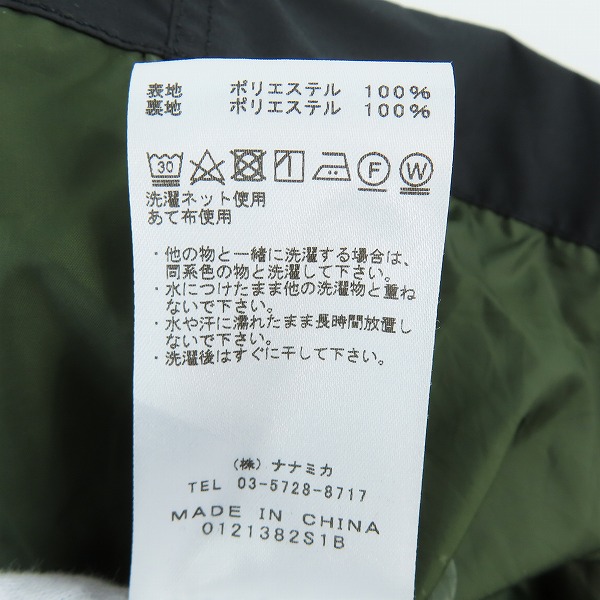 表地 ポリエステル 100%
裏地 ポリエステル 100%
30 F W
洗濯ネット使用
あて布使用
・他の物と一緒に洗濯する場合は、
同系色の物と洗濯して下さい。
・水につけたまま他の洗濯物と重ね
ないで下さい。
・水や汗に濡れたまま長時間放置し
ないで下さい。
・洗濯後はすぐに干して下さい。
(株) ナナミカ
TEL 03-5728-8717
MADE IN CHINA
0121382S1B